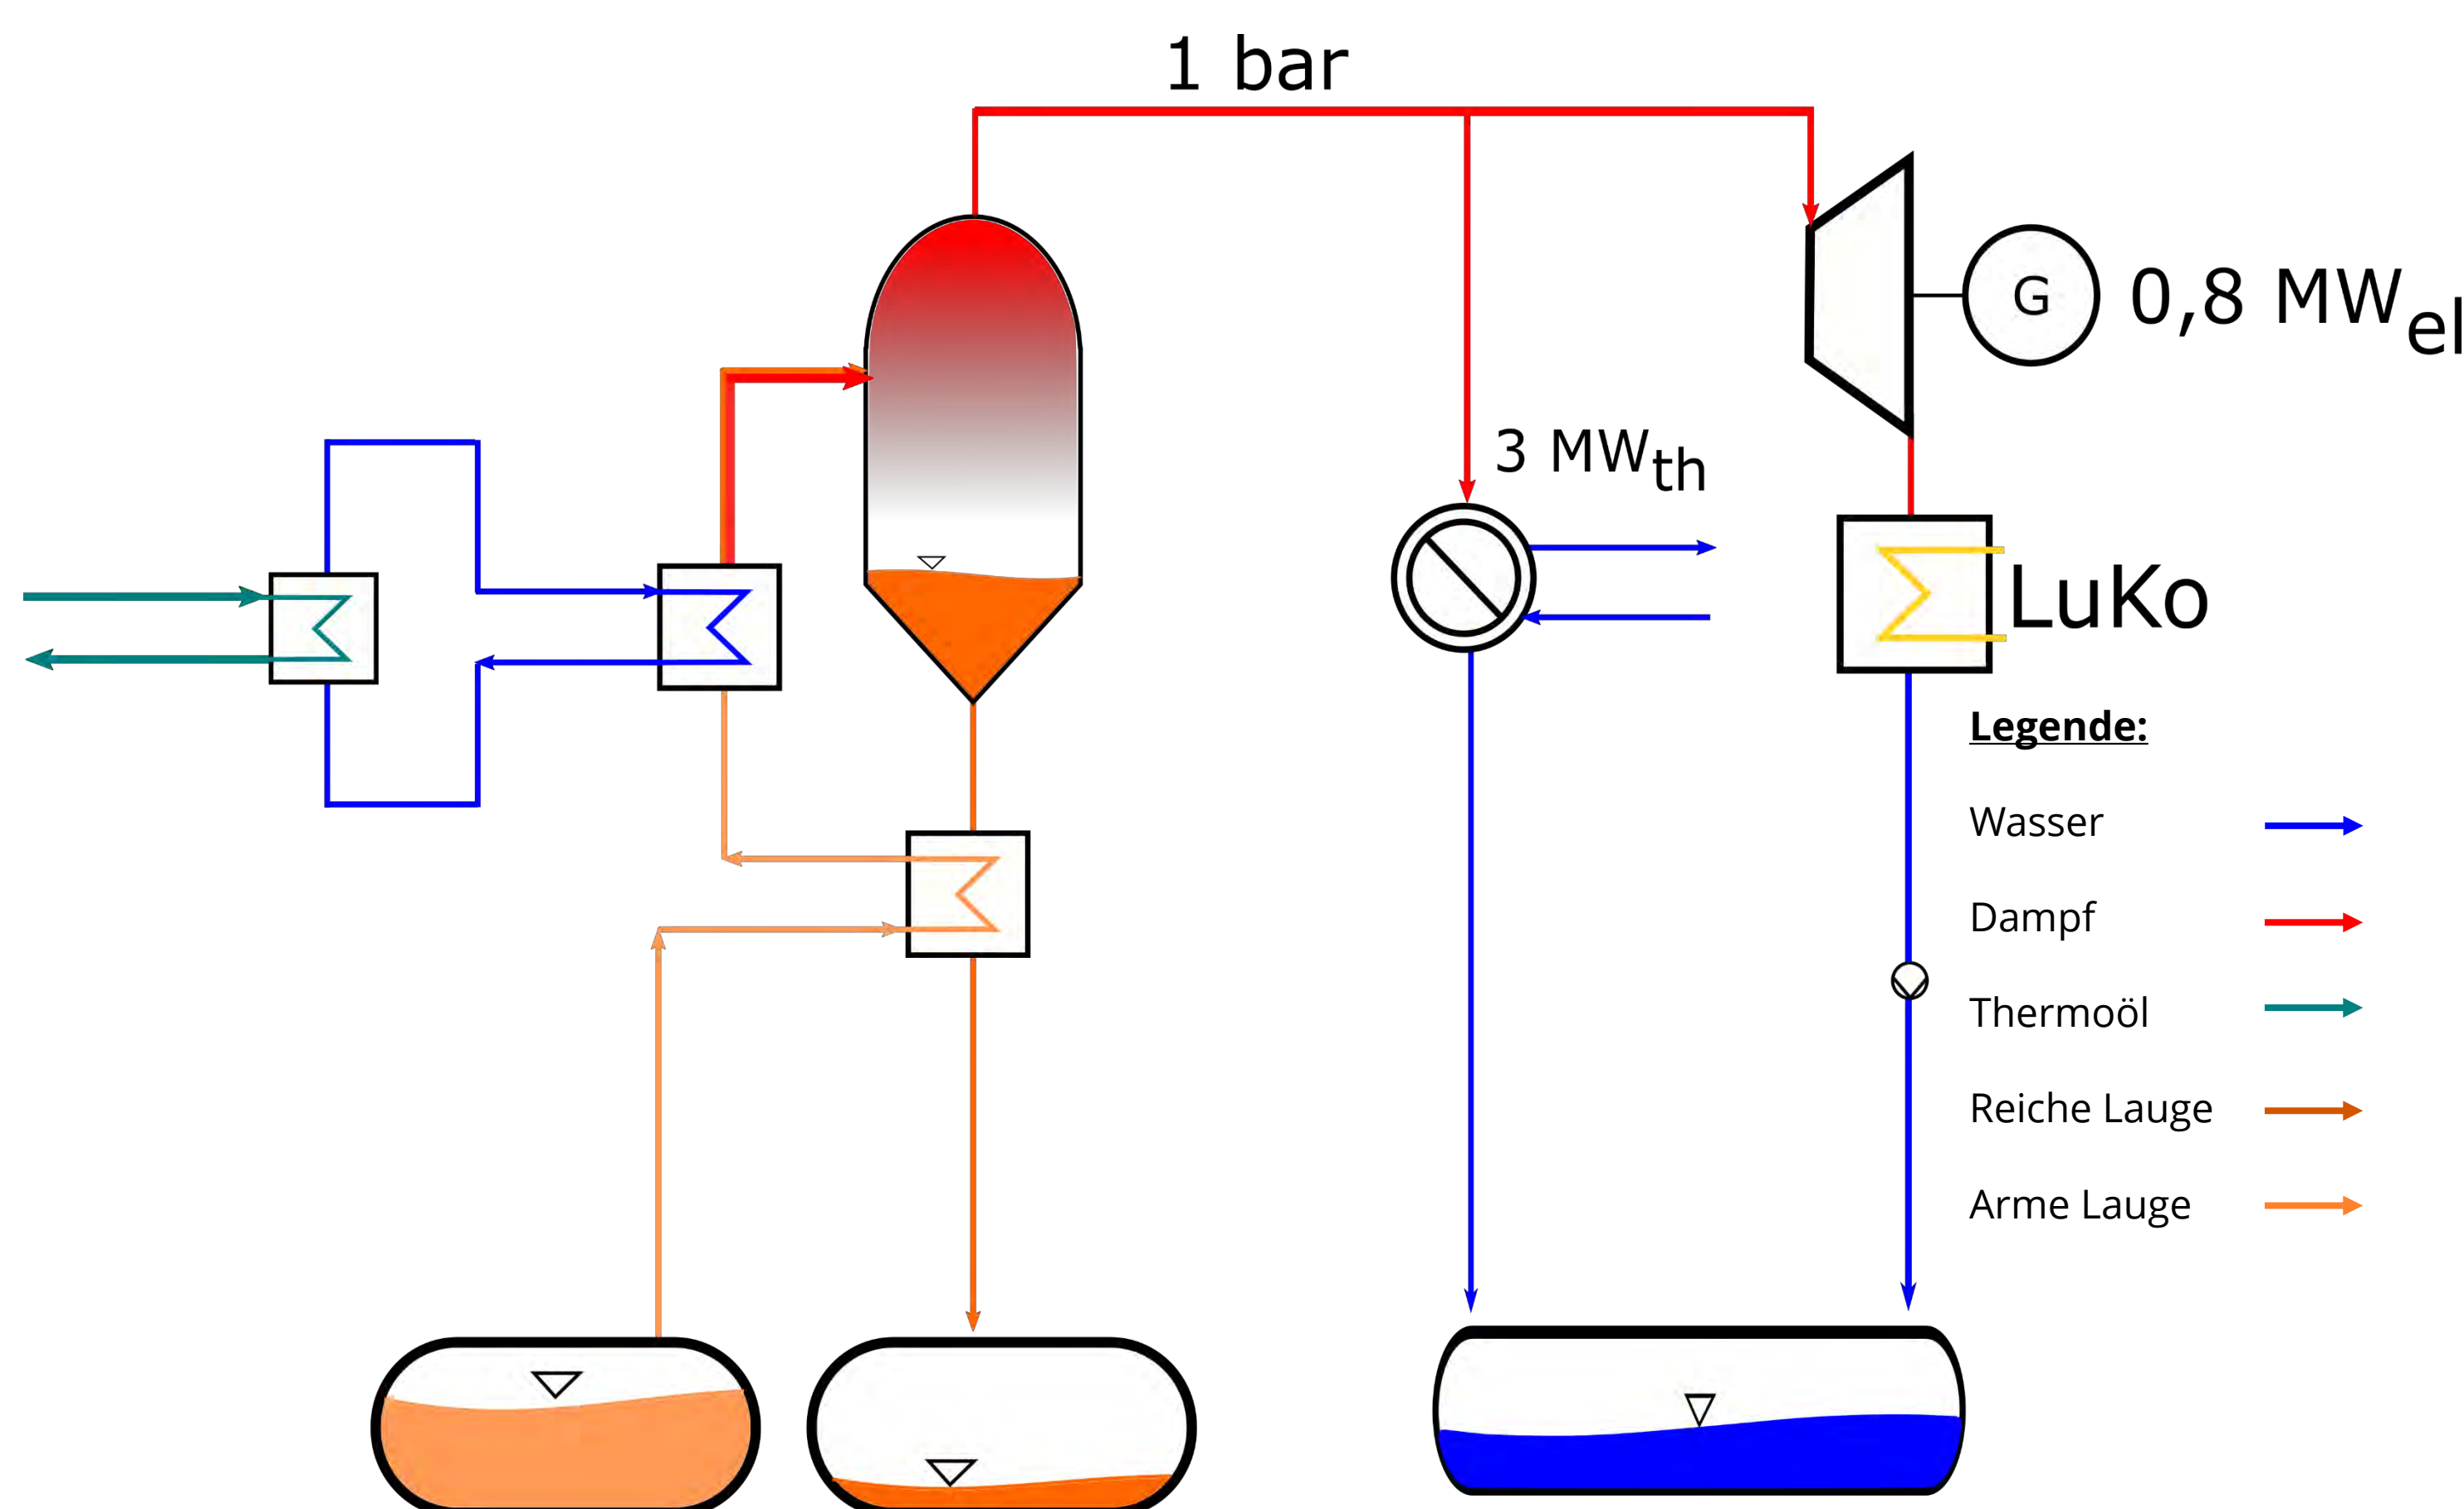 1 bar
G
0,8 MWel
3 MWth
LuKo
Legende:
Wasser
Dampf
Thermoöl
Reiche Lauge
Arme Lauge